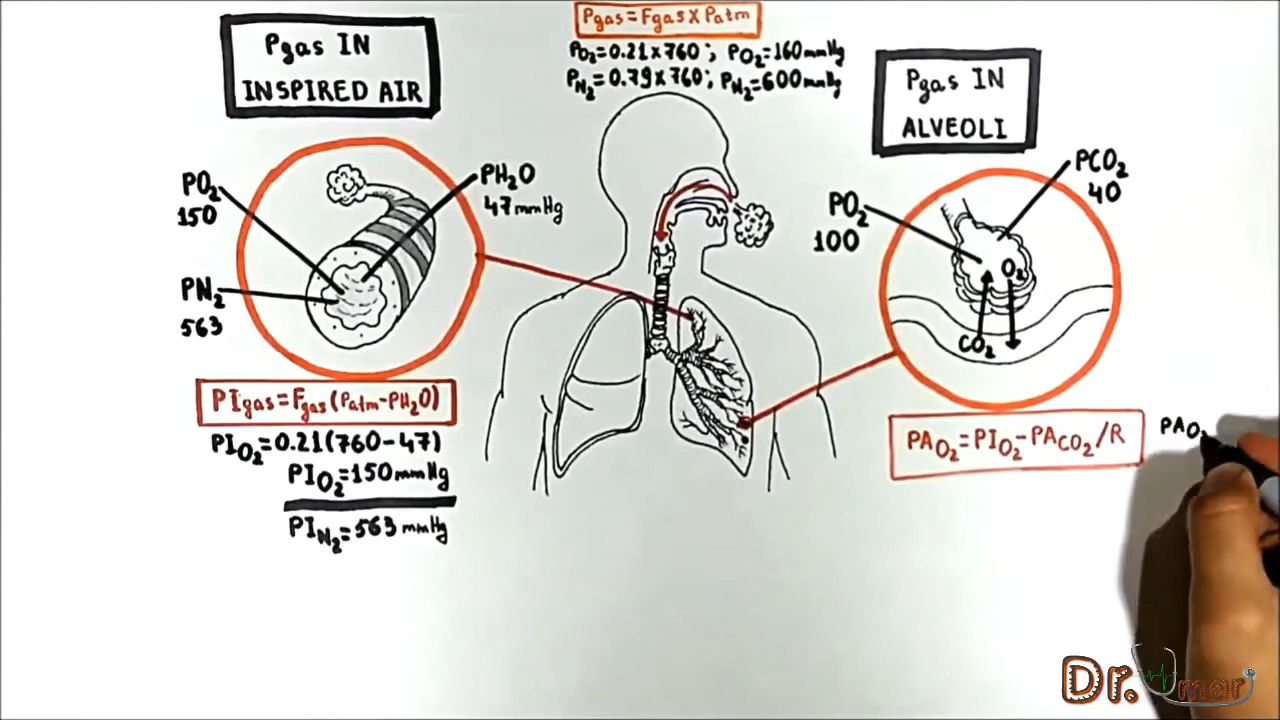 Pgas IN
INSPIRED AIR
Pgas = Fgas X Patm
PO₂ = 0.21 x 760 ; PO₂ = 160 mmHg
PN₂ = 0.79 x 760 ; PN₂ = 600 mmHg
Pgas IN
ALVEOLI
PO₂
150
PH₂O
47 mmHg
PN₂
563
PO₂
100
PCO₂
40
O₂
CO₂
PIgas = Fgas (Patm - PH₂O)
PIO₂ = 0.21 (760 - 47)
PIO₂ = 150 mmHg
PIN₂ = 563 mmHg
PAO₂ = PIO₂ - PACO₂ / R
PAO₂
Dr. Umar